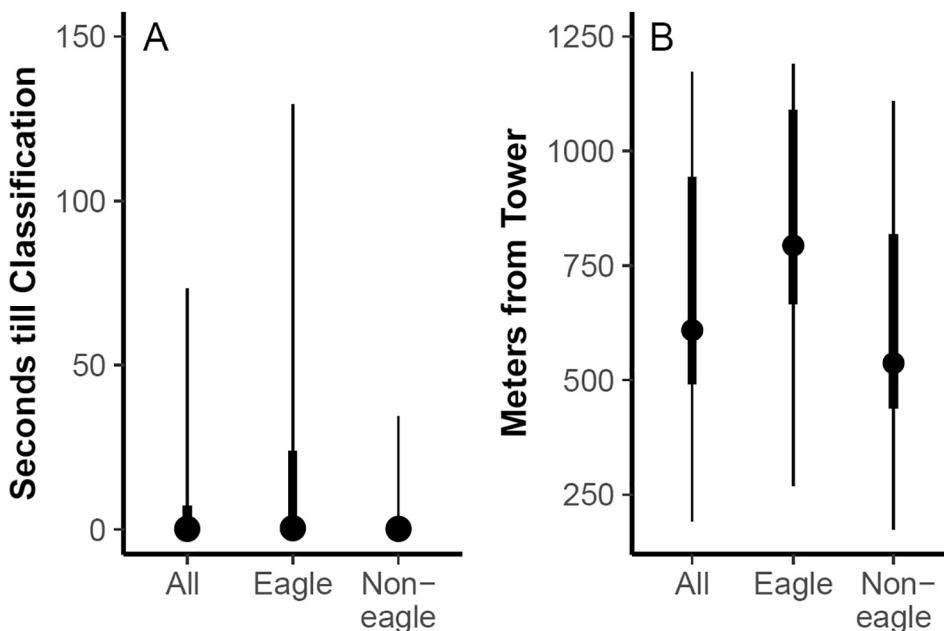 A
Seconds till Classification
150
100
50
0
All
Eagle
Non-
eagle
B
Meters from Tower
1250
1000
750
500
250
All
Eagle
Non-
eagle